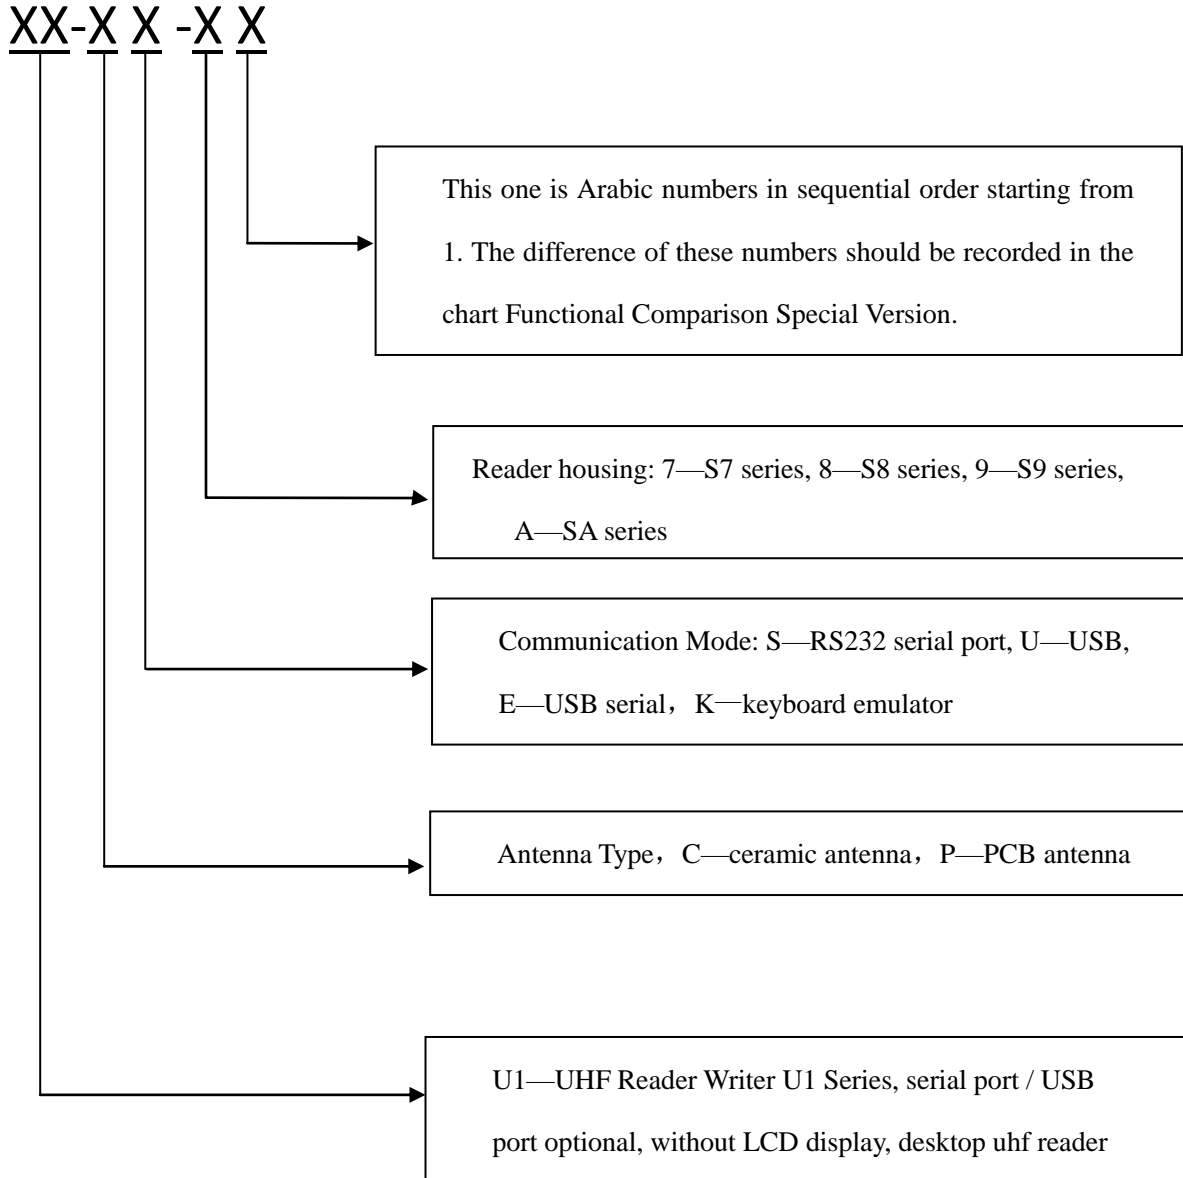 XX-X X -X X
This one is Arabic numbers in sequential order starting from
1. The difference of these numbers should be recorded in the
chart Functional Comparison Special Version.
Reader housing: 7—S7 series, 8—S8 series, 9—S9 series,
A—SA series
Communication Mode: S—RS232 serial port, U—USB,
E—USB serial，K—keyboard emulator
Antenna Type，C—ceramic antenna，P—PCB antenna
U1—UHF Reader Writer U1 Series, serial port / USB
port optional, without LCD display, desktop uhf reader